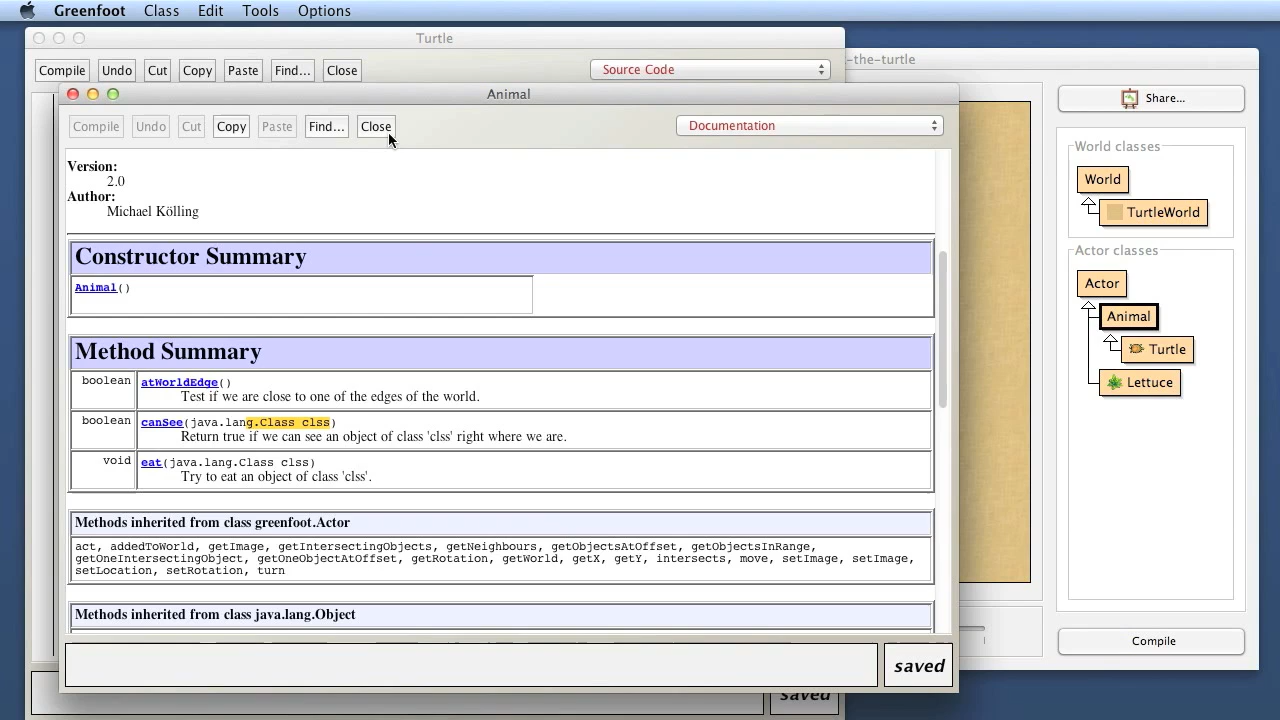 Greenfoot Class Edit Tools Options
Turtle
Compile Undo Cut Copy Paste Find... Close Source Code
-the-turtle
Animal
Compile Undo Cut Copy Paste Find... Close Documentation
Version:
2.0
Author:
Michael Kölling
Constructor Summary
Animal()
Method Summary
boolean atWorldEdge()
Test if we are close to one of the edges of the world.
boolean canSee(java.lang.Class clss)
Return true if we can see an object of class 'clss' right where we are.
void eat(java.lang.Class clss)
Try to eat an object of class 'clss'.
Methods inherited from class greenfoot.Actor
act, addedToWorld, getImage, getIntersectingObjects, getNeighbours, getObjectsAtOffset, getObjectsInRange,
getOneIntersectingObject, getOneObjectAtOffset, getRotation, getWorld, getX, getY, intersects, move, setImage, setImage,
setLocation, setRotation, turn
Methods inherited from class java.lang.Object
saved
saved
Share...
World classes
World
TurtleWorld
Actor classes
Actor
Animal
Turtle
Lettuce
Compile